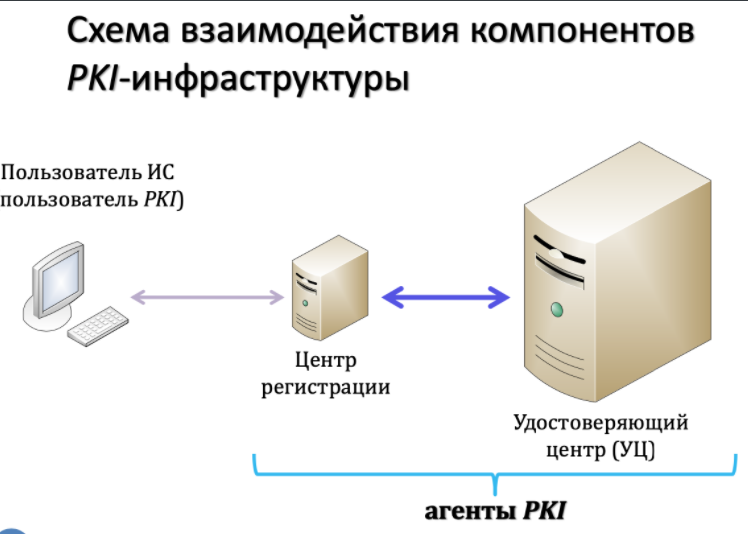 Схема взаимодействия компонентов
PKI-инфраструктуры
Пользователь ИС
пользователь PKI)
Центр
регистрации
Удостоверяющий
центр (УЦ)
агенты PKI